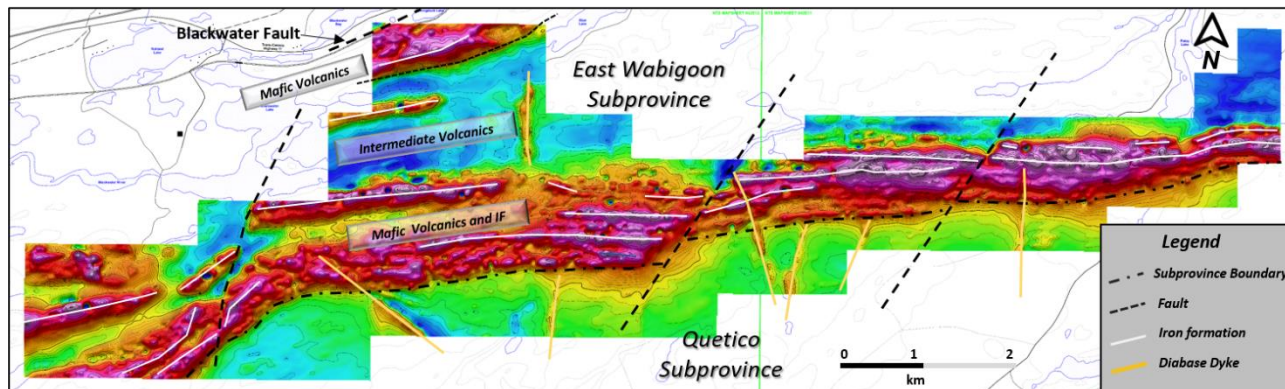 Blackwater Fault
Mafic Volcanics
East Wabigoon
Subprovince
N
Intermediate Volcanics
Mafic Volcanics and IF
Quetico
Subprovince
0 1 2
km
Legend
Subprovince Boundary
Fault
Iron formation
Diabase Dyke